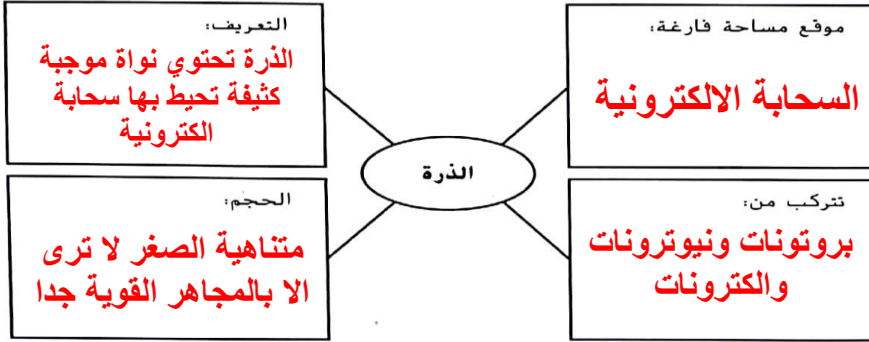 موقع مساحة فارغة:
السحابة الالكترونية
التعريف:
الذرة تحتوي نواة موجبة
كثيفة تحيط بها سحابة
الكترونية
الذرة
تتركب من:
بروتونات ونيوترونات
والكترونات
الحجم:
متناهية الصغر لا ترى
الا بالمجاهر القوية جدا